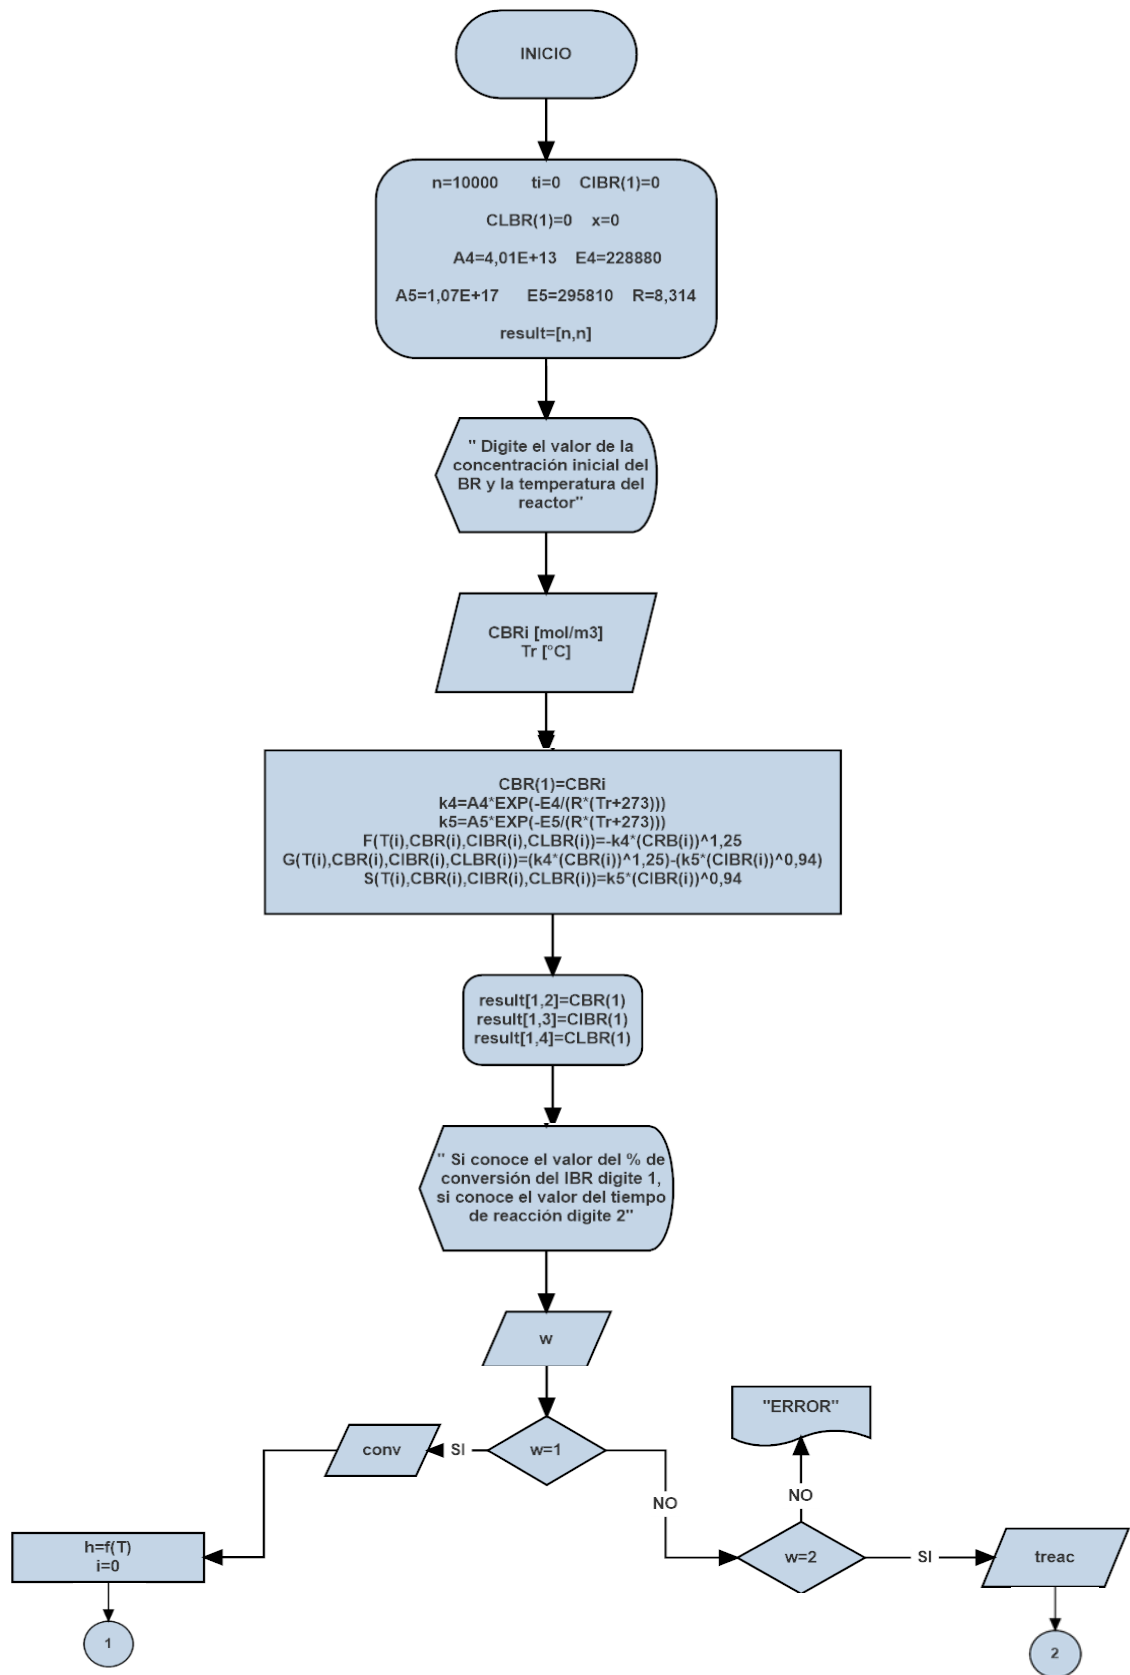 INICIO
n=10000 ti=0 CIBR(1)=0
CLBR(1)=0 x=0
A4=4,01E+13 E4=228880
A5=1,07E+17 E5=295810 R=8,314
result=[n,n]
" Digite el valor de la
concentración inicial del
BR y la temperatura del
reactor"
CBRi [mol/m3]
Tr [°C]
CBR(1)=CBRi
k4=A4*EXP(-E4/(R*(Tr+273)))
k5=A5*EXP(-E5/(R*(Tr+273)))
F(T(i),CBR(i),CIBR(i),CLBR(i))=-k4*(CRB(i))^1,25
G(T(i),CBR(i),CIBR(i),CLBR(i))=(k4*(CBR(i))^1,25)-(k5*(CIBR(i))^0,94)
S(T(i),CBR(i),CIBR(i),CLBR(i))=k5*(CIBR(i))^0,94
result[1,2]=CBR(1)
result[1,3]=CIBR(1)
result[1,4]=CLBR(1)
" Si conoce el valor del % de
conversión del IBR digite 1,
si conoce el valor del tiempo
de reacción digite 2"
w
"ERROR"
conv
SI
w=1
NO
NO
h=f(T)
i=0
w=2
SI
treac
1
2